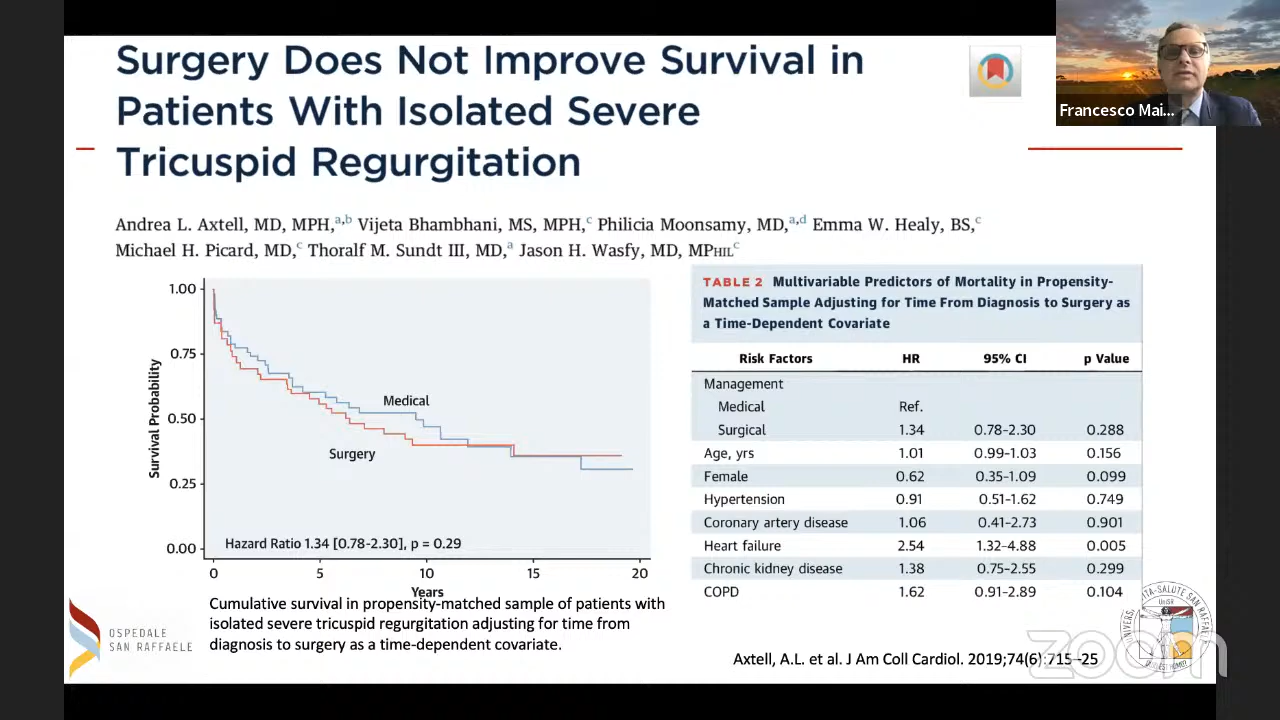 Surgery Does Not Improve Survival in
Patients With Isolated Severe
Tricuspid Regurgitation
Francesco Mai...
Andrea L. Axtell, MD, MPH,a,b Vijeta Bhambhani, MS, MPH,c Philicia Moonsamy, MD,a,d Emma W. Healy, BS,c
Michael H. Picard, MD,c Thoralf M. Sundt III, MD,a Jason H. Wasfy, MD, MPHILc
1.00
0.75
0.50
0.25
0.00
Survival Probability
Medical
Surgery
Hazard Ratio 1.34 [0.78-2.30], p = 0.29
0 5 10 15 20
Years
Cumulative survival in propensity-matched sample of patients with
isolated severe tricuspid regurgitation adjusting for time from
diagnosis to surgery as a time-dependent covariate.
TABLE 2 Multivariable Predictors of Mortality in Propensity-
Matched Sample Adjusting for Time From Diagnosis to Surgery as
a Time-Dependent Covariate
Risk Factors HR 95% CI p Value
Management
Medical Ref.
Surgical 1.34 0.78-2.30 0.288
Age, yrs 1.01 0.99-1.03 0.156
Female 0.62 0.35-1.09 0.099
Hypertension 0.91 0.51-1.62 0.749
Coronary artery disease 1.06 0.41-2.73 0.901
Heart failure 2.54 1.32-4.88 0.005
Chronic kidney disease 1.38 0.75-2.55 0.299
COPD 1.62 0.91-2.89 0.104
OSPEDALE
SAN RAFFAELE
Axtell, A.L. et al. J Am Coll Cardiol. 2019;74(6):715–25
UniSR
zoom